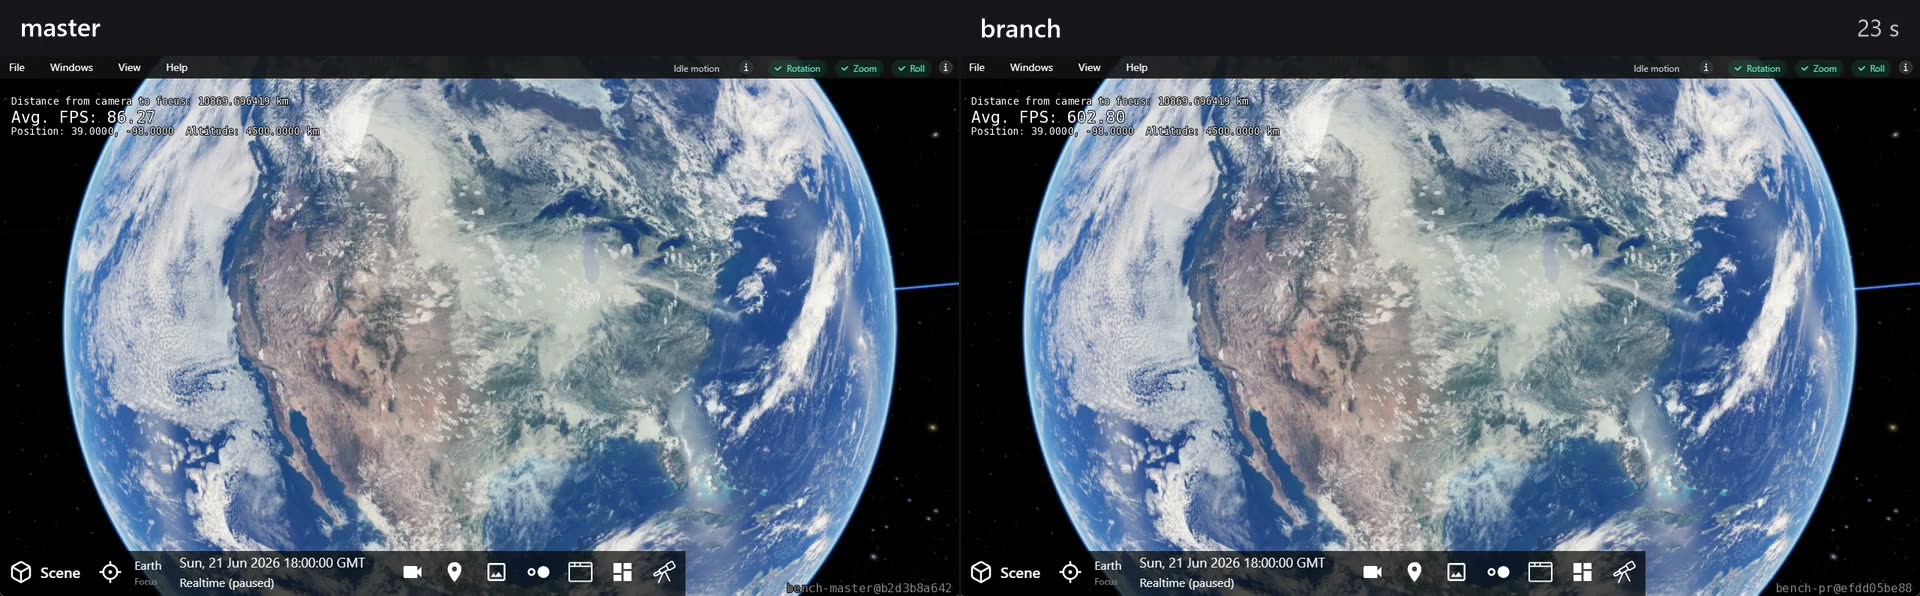 master
File Windows View Help Idle motion i ✓ Rotation ✓ Zoom ✓ Roll i
Distance from camera to focus: 10869.696419 km
Avg. FPS: 86.27
Position: 39.0000, -98.0000 Altitude: 4500.0000 km
Scene
Earth
Focus
Sun, 21 Jun 2026 18:00:00 GMT
Realtime (paused)
bench-master@b2d3b8a642
branch
23 s
File Windows View Help Idle motion i ✓ Rotation ✓ Zoom ✓ Roll i
Distance from camera to focus: 10869.696419 km
Avg. FPS: 602.80
Position: 39.0000, -98.0000 Altitude: 4500.0000 km
Scene
Earth
Focus
Sun, 21 Jun 2026 18:00:00 GMT
Realtime (paused)
bench-pr@efdd05be88